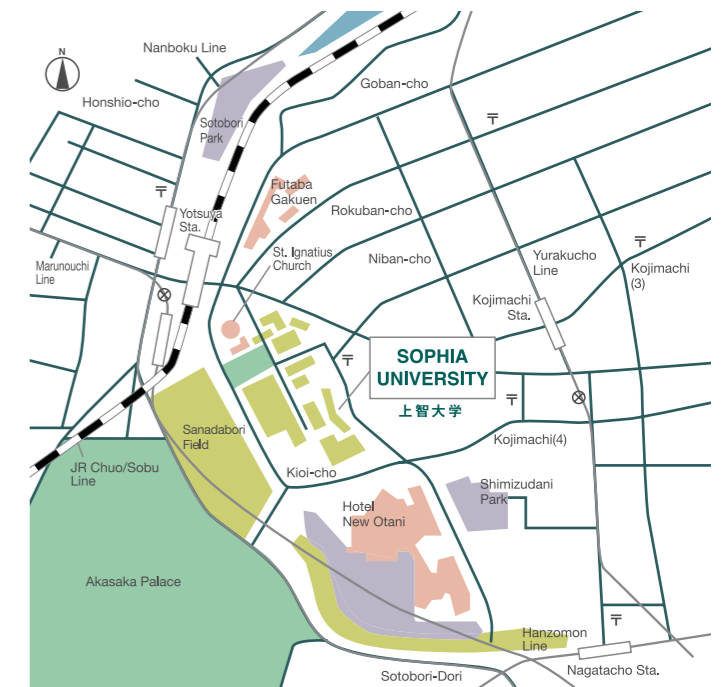 N
Nanboku Line
Goban-cho
Honshio-cho
〒
Sotobori
Park
Futaba
Gakuen
〒
Yotsuya
Sta.
Rokuban-cho
〒
St. Ignatius
Church
Niban-cho
Yurakucho
Line
Kojimachi
(3)
Marunouchi
Line
Kojimachi
Sta.
〒
SOPHIA
UNIVERSITY
上智大学
〒
Sanadabori
Field
Kojimachi(4)
JR Chuo/Sobu
Line
Kioi-cho
Shimizudani
Park
Hotel
New Otani
Akasaka Palace
〒
Hanzomon
Line
Nagatacho Sta.
Sotobori-Dori